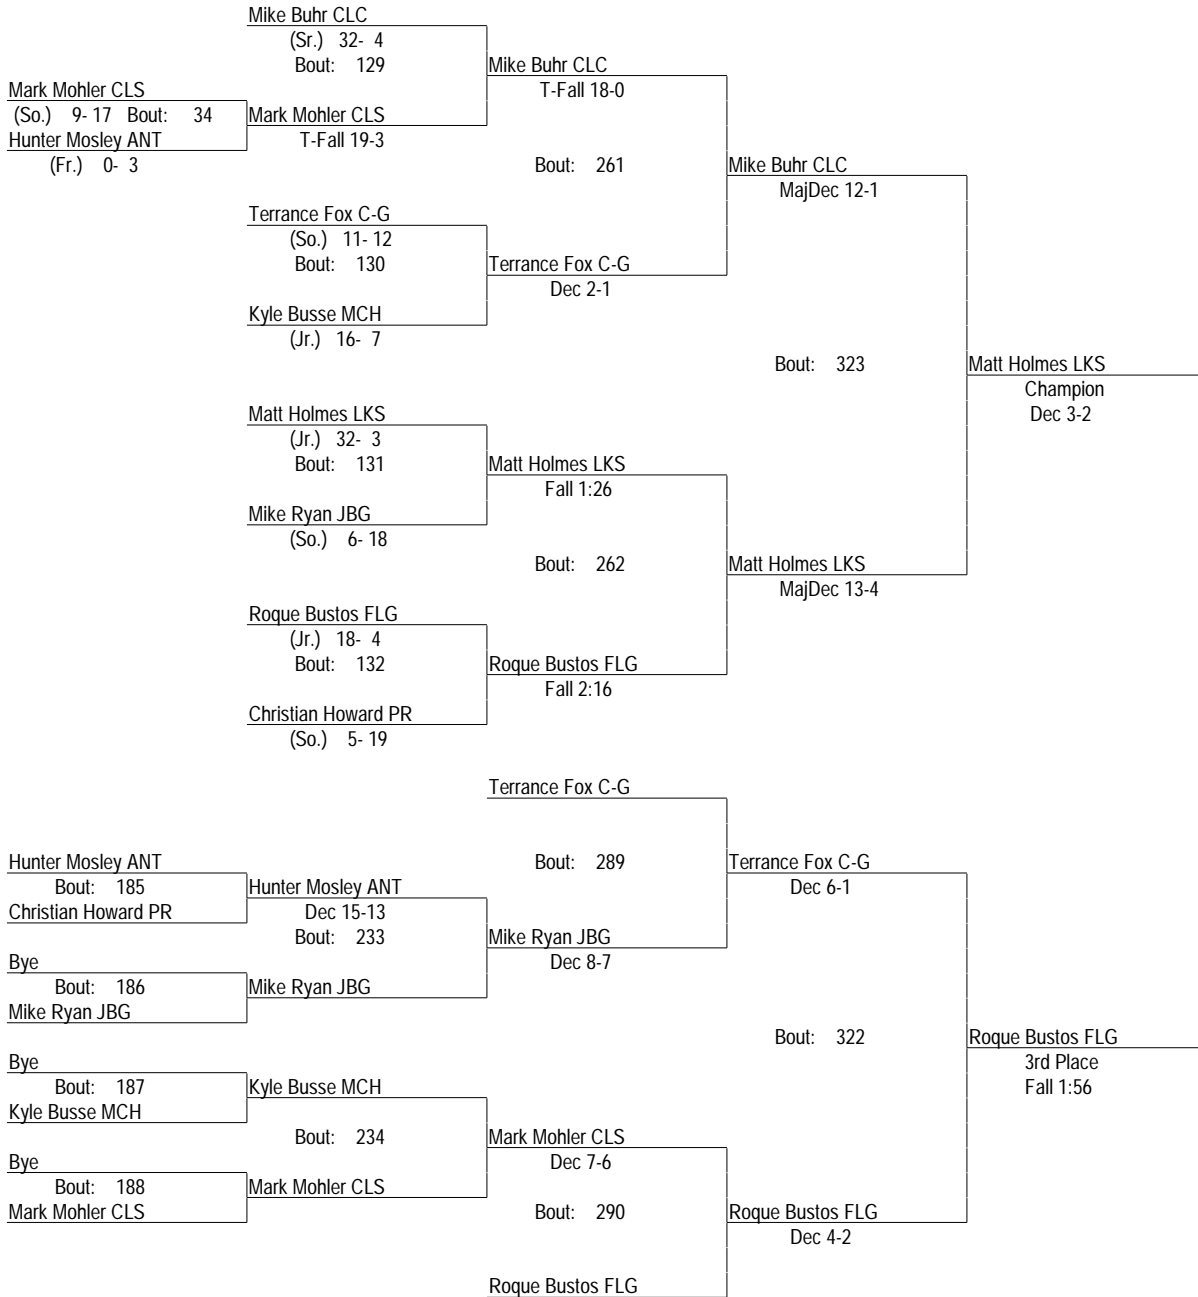 Mike Buhr CLC
(Sr.) 32- 4
Bout: 129
Mike Buhr CLC
T-Fall 18-0
Mark Mohler CLS
(So.) 9- 17 Bout: 34
Mark Mohler CLS
Hunter Mosley ANT
T-Fall 19-3
(Fr.) 0- 3
Bout: 261
Mike Buhr CLC
MajDec 12-1
Terrance Fox C-G
(So.) 11- 12
Bout: 130
Terrance Fox C-G
Dec 2-1
Kyle Busse MCH
(Jr.) 16- 7
Bout: 323
Matt Holmes LKS
Champion
Dec 3-2
Matt Holmes LKS
(Jr.) 32- 3
Bout: 131
Matt Holmes LKS
Fall 1:26
Mike Ryan JBG
(So.) 6- 18
Bout: 262
Matt Holmes LKS
MajDec 13-4
Roque Bustos FLG
(Jr.) 18- 4
Bout: 132
Roque Bustos FLG
Fall 2:16
Christian Howard PR
(So.) 5- 19
Terrance Fox C-G
Bout: 289
Terrance Fox C-G
Dec 6-1
Hunter Mosley ANT
Bout: 185
Hunter Mosley ANT
Christian Howard PR
Dec 15-13
Bout: 233
Mike Ryan JBG
Dec 8-7
Bye
Bout: 186
Mike Ryan JBG
Mike Ryan JBG
Bout: 322
Roque Bustos FLG
3rd Place
Fall 1:56
Bye
Bout: 187
Kyle Busse MCH
Kyle Busse MCH
Bout: 234
Mark Mohler CLS
Dec 7-6
Bye
Bout: 188
Mark Mohler CLS
Mark Mohler CLS
Bout: 290
Roque Bustos FLG
Dec 4-2
Roque Bustos FLG